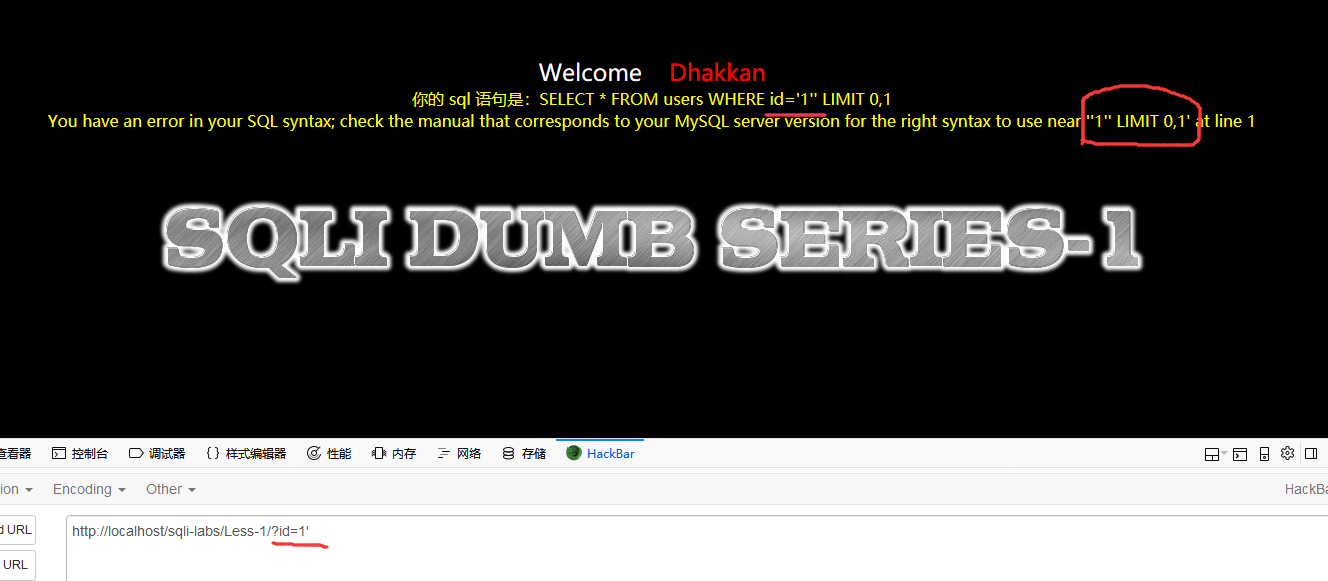 Welcome Dhakkan
你的 sql 语句是：SELECT * FROM users WHERE id='1'' LIMIT 0,1
You have an error in your SQL syntax; check the manual that corresponds to your MySQL server version for the right syntax to use near ''1'' LIMIT 0,1' at line 1
SQLI DUMB SERIES-1
查看器 控制台 调试器 {} 样式编辑器 性能 内存 网络 存储 HackBar
ion Encoding Other HackBa
d URL http://localhost/sqli-labs/Less-1/?id=1'
URL